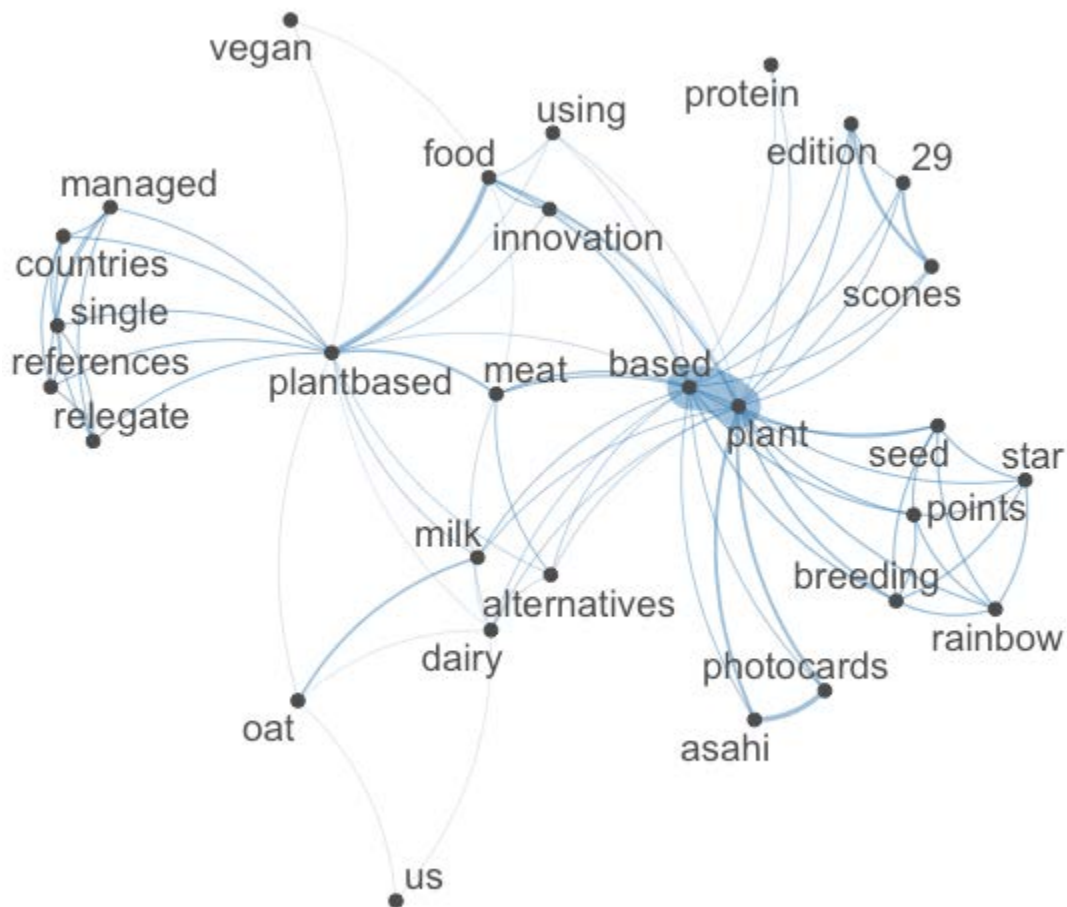 vegan
protein
using
edition
29
food
managed
innovation
countries
scones
single
references
plantbased
meat
based
relegate
plant
seed
star
points
milk
breeding
alternatives
rainbow
dairy
photocards
oat
asahi
us